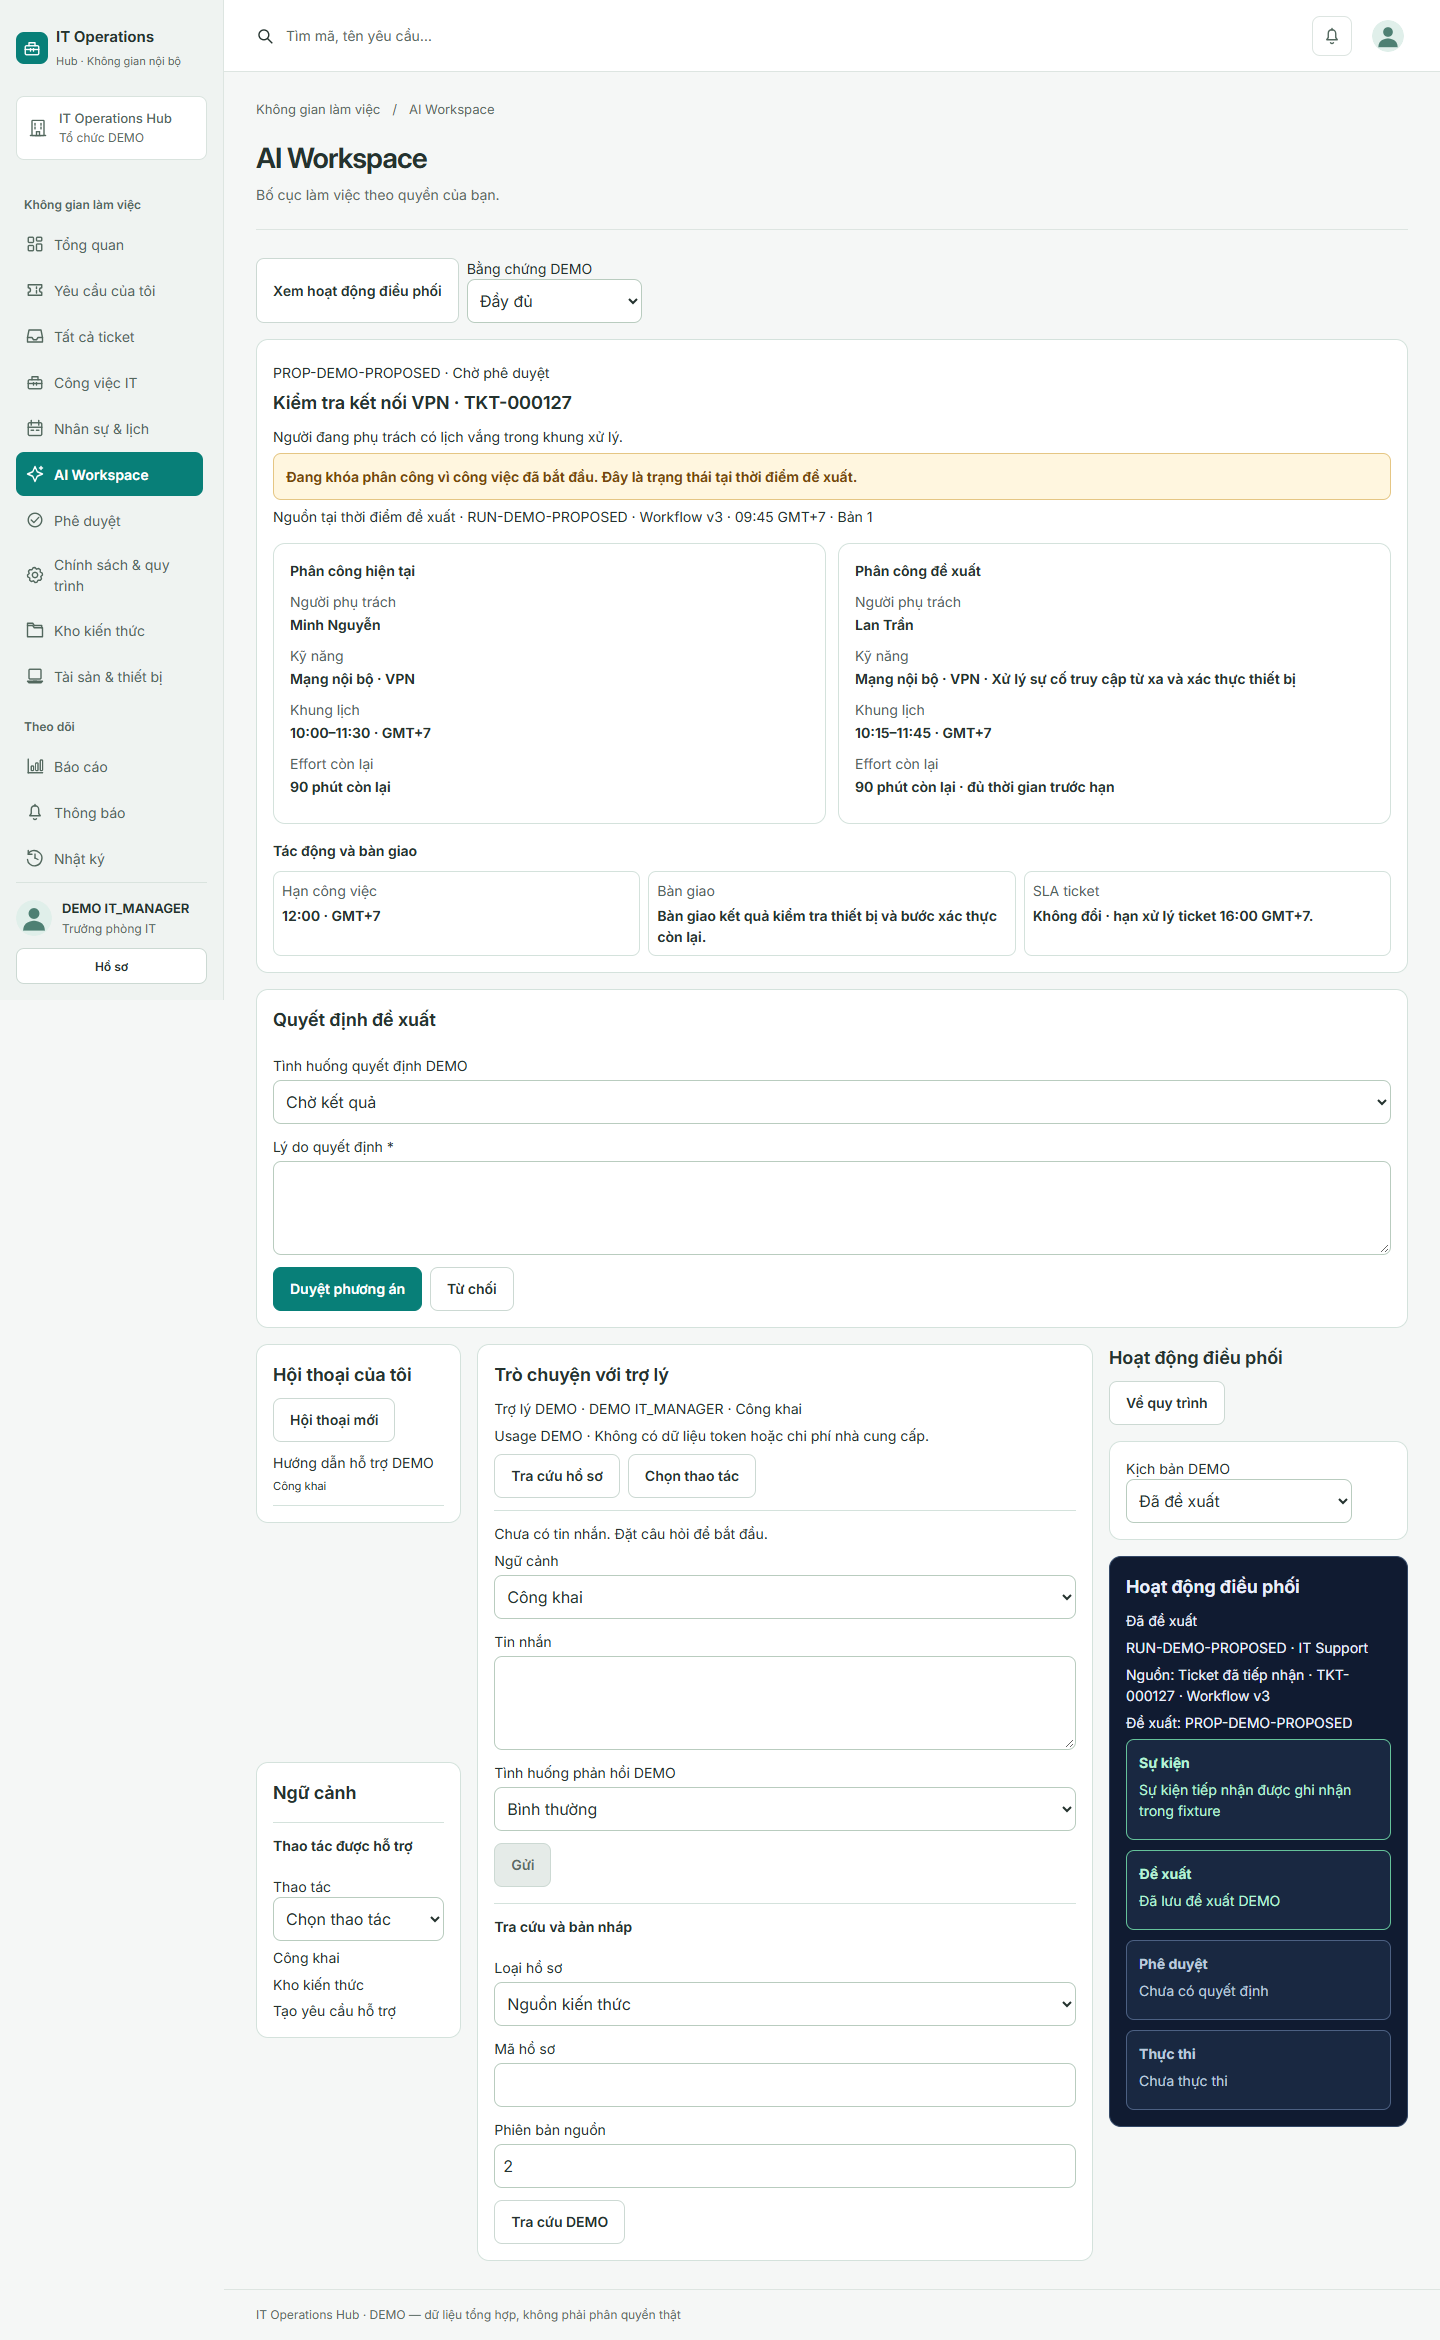 IT Operations
Hub · Không gian nội bộ
IT Operations Hub
Tổ chức DEMO
Không gian làm việc
Tổng quan
Yêu cầu của tôi
Tất cả ticket
Công việc IT
Nhân sự & lịch
AI Workspace
Phê duyệt
Chính sách & quy
trình
Kho kiến thức
Tài sản & thiết bị
Theo dõi
Báo cáo
Thông báo
Nhật ký
DEMO IT_MANAGER
Trưởng phòng IT
Hồ sơ
Tìm mã, tên yêu cầu...
Không gian làm việc / AI Workspace
AI Workspace
Bố cục làm việc theo quyền của bạn.
Xem hoạt động điều phối
Bằng chứng DEMO
Đầy đủ
PROP-DEMO-PROPOSED · Chờ phê duyệt
Kiểm tra kết nối VPN · TKT-000127
Người đang phụ trách có lịch vắng trong khung xử lý.
Đang khóa phân công vì công việc đã bắt đầu. Đây là trạng thái tại thời điểm đề xuất.
Nguồn tại thời điểm đề xuất · RUN-DEMO-PROPOSED · Workflow v3 · 09:45 GMT+7 · Bản 1
Phân công hiện tại
Người phụ trách
Minh Nguyễn
Kỹ năng
Mạng nội bộ · VPN
Khung lịch
10:00–11:30 · GMT+7
Effort còn lại
90 phút còn lại
Phân công đề xuất
Người phụ trách
Lan Trần
Kỹ năng
Mạng nội bộ · VPN · Xử lý sự cố truy cập từ xa và xác thực thiết bị
Khung lịch
10:15–11:45 · GMT+7
Effort còn lại
90 phút còn lại · đủ thời gian trước hạn
Tác động và bàn giao
Hạn công việc
12:00 · GMT+7
Bàn giao
Bàn giao kết quả kiểm tra thiết bị và bước xác thực
còn lại.
SLA ticket
Không đổi · hạn xử lý ticket 16:00 GMT+7.
Quyết định đề xuất
Tình huống quyết định DEMO
Chờ kết quả
Lý do quyết định *
Duyệt phương án
Từ chối
Hội thoại của tôi
Hội thoại mới
Hướng dẫn hỗ trợ DEMO
Công khai
Ngữ cảnh
Thao tác được hỗ trợ
Thao tác
Chọn thao tác
Công khai
Kho kiến thức
Tạo yêu cầu hỗ trợ
Trò chuyện với trợ lý
Trợ lý DEMO · DEMO IT_MANAGER · Công khai
Usage DEMO · Không có dữ liệu token hoặc chi phí nhà cung cấp.
Tra cứu hồ sơ
Chọn thao tác
Chưa có tin nhắn. Đặt câu hỏi để bắt đầu.
Ngữ cảnh
Công khai
Tin nhắn
Tình huống phản hồi DEMO
Bình thường
Gửi
Tra cứu và bản nháp
Loại hồ sơ
Nguồn kiến thức
Mã hồ sơ
Phiên bản nguồn
2
Tra cứu DEMO
Hoạt động điều phối
Về quy trình
Kịch bản DEMO
Đã đề xuất
Hoạt động điều phối
Đã đề xuất
RUN-DEMO-PROPOSED · IT Support
Nguồn: Ticket đã tiếp nhận · TKT-
000127 · Workflow v3
Đề xuất: PROP-DEMO-PROPOSED
Sự kiện
Sự kiện tiếp nhận được ghi nhận
trong fixture
Đề xuất
Đã lưu đề xuất DEMO
Phê duyệt
Chưa có quyết định
Thực thi
Chưa thực thi
IT Operations Hub · DEMO — dữ liệu tổng hợp, không phải phân quyền thật